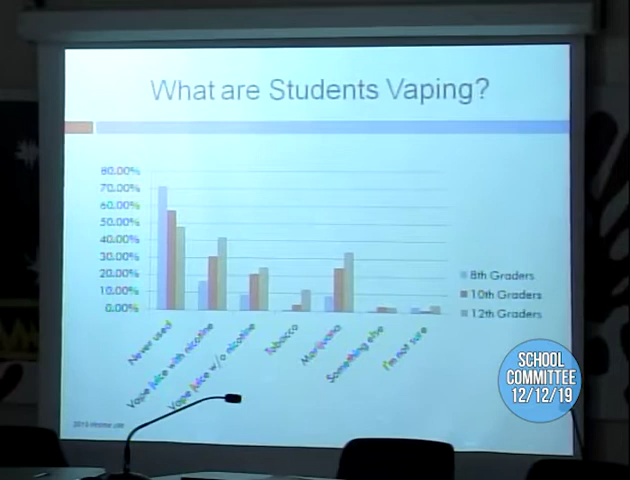 What are Students Vaping?
80.00%
70.00%
60.00%
50.00%
40.00%
30.00%
20.00%
10.00%
0.00%
Never used
Vape juice with nicotine
Vape juice w/o nicotine
Tobacco
Marijuana
Something else
I'm not sure
8th Graders
10th Graders
12th Graders
SCHOOL
COMMITTEE
12/12/19